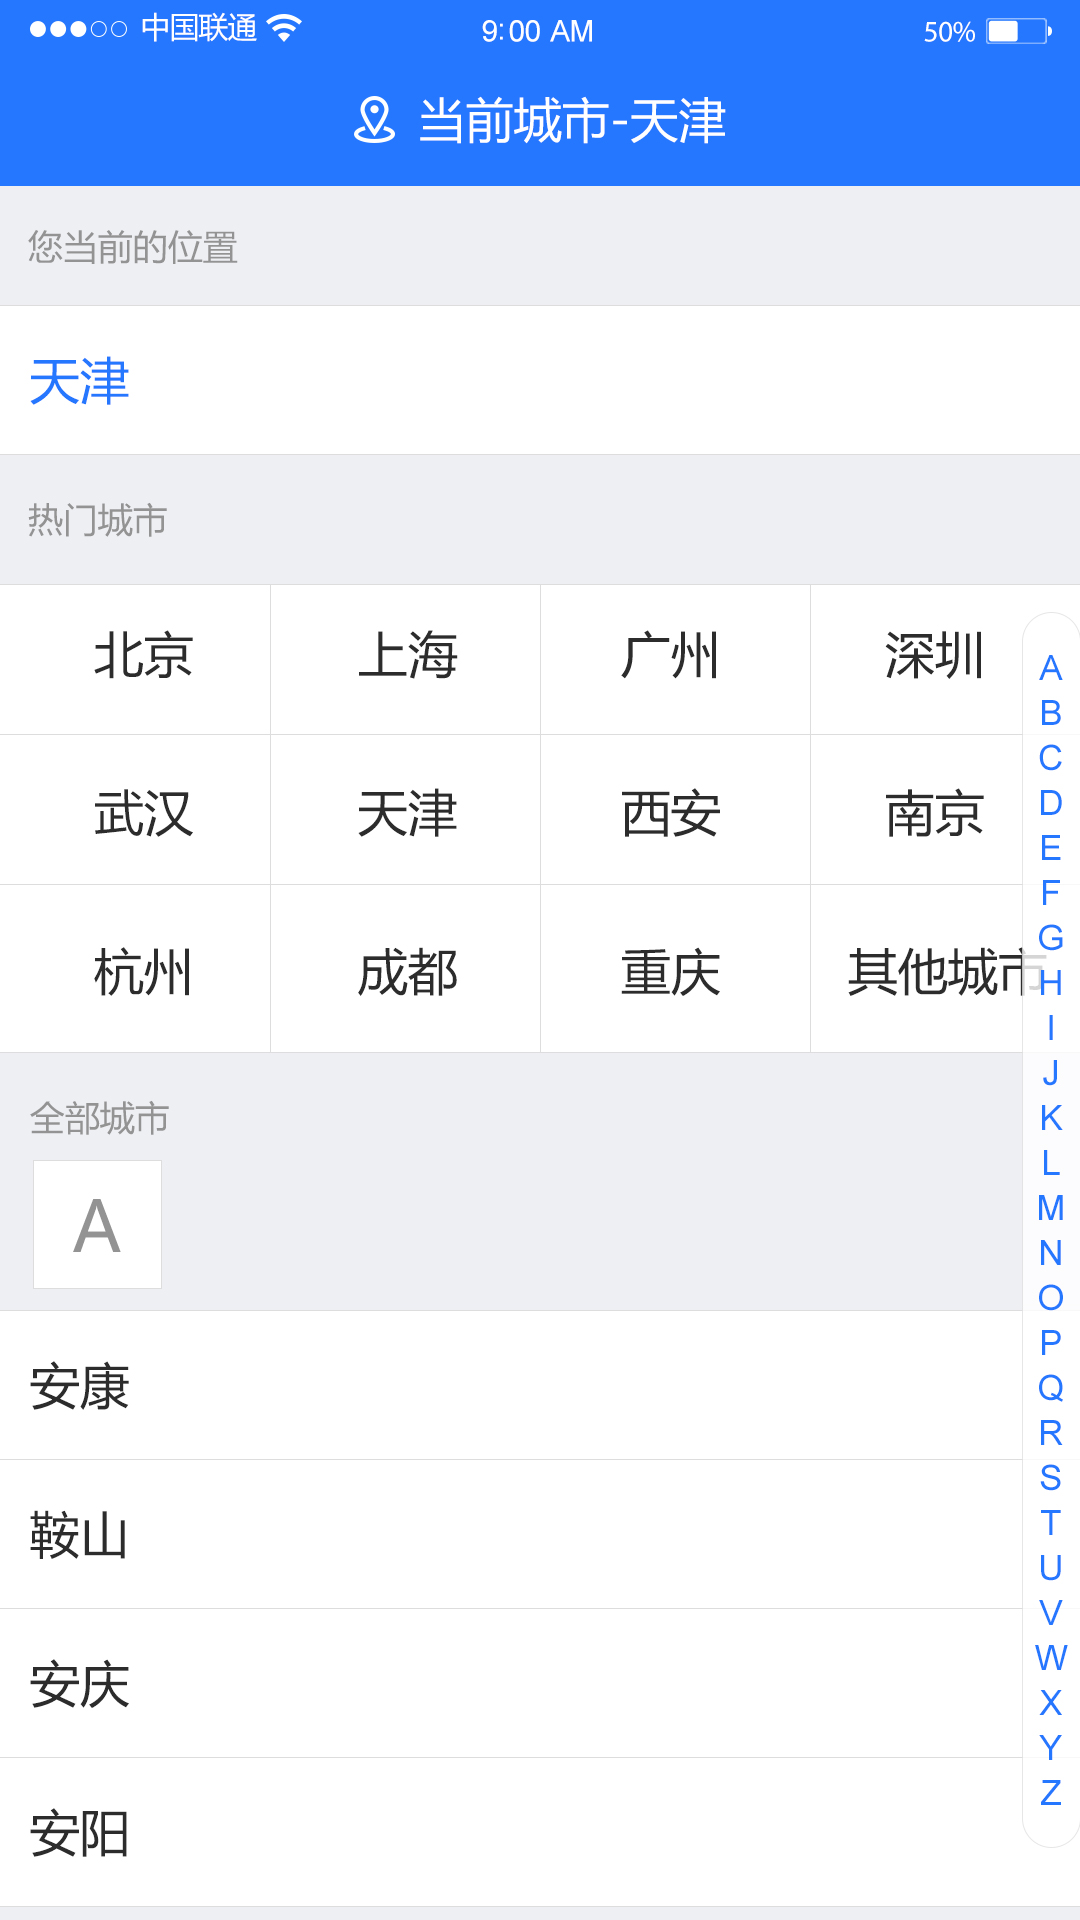 中国联通 9:00 AM 50%
当前城市-天津
您当前的位置
天津
热门城市
北京 上海 广州 深圳
武汉 天津 西安 南京
杭州 成都 重庆 其他城市
全部城市
A
安康
鞍山
安庆
安阳
A
B
C
D
E
F
G
H
I
J
K
L
M
N
O
P
Q
R
S
T
U
V
W
X
Y
Z